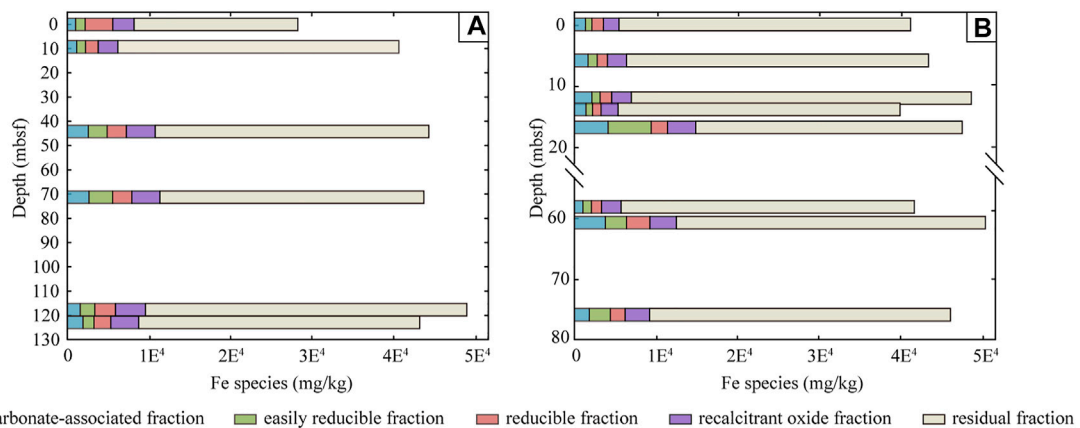 A
0
10
20
30
40
50
60
70
80
90
100
110
120
130
Depth (mbsf)
0 1E⁴ 2E⁴ 3E⁴ 4E⁴ 5E⁴
Fe species (mg/kg)
B
0
10
20
60
70
80
Depth (mbsf)
0 1E⁴ 2E⁴ 3E⁴ 4E⁴ 5E⁴
Fe species (mg/kg)
arbonate-associated fraction easily reducible fraction reducible fraction recalcitrant oxide fraction residual fraction